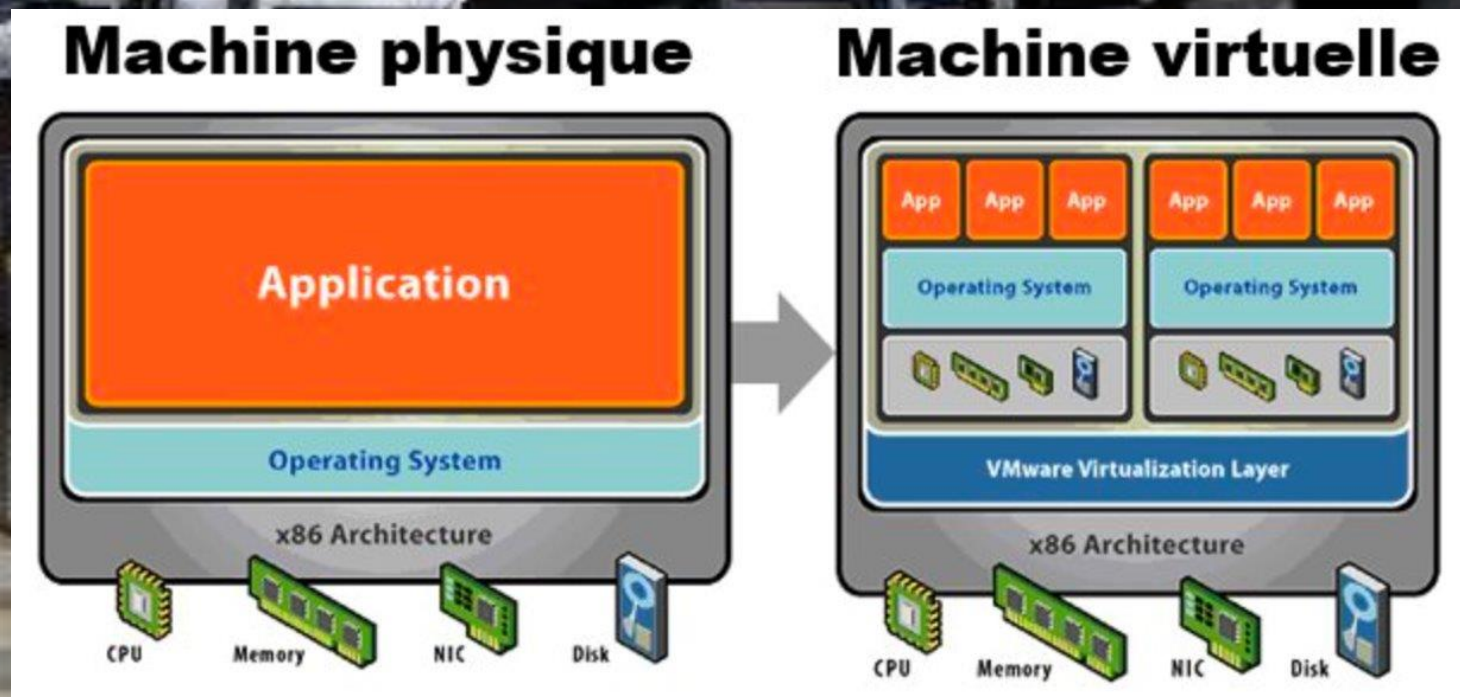 Machine physique
Application
Operating System
x86 Architecture
CPU
Memory
NIC
Disk
Machine virtuelle
App App App App App App
Operating System Operating System
VMware Virtualization Layer
x86 Architecture
CPU
Memory
NIC
Disk